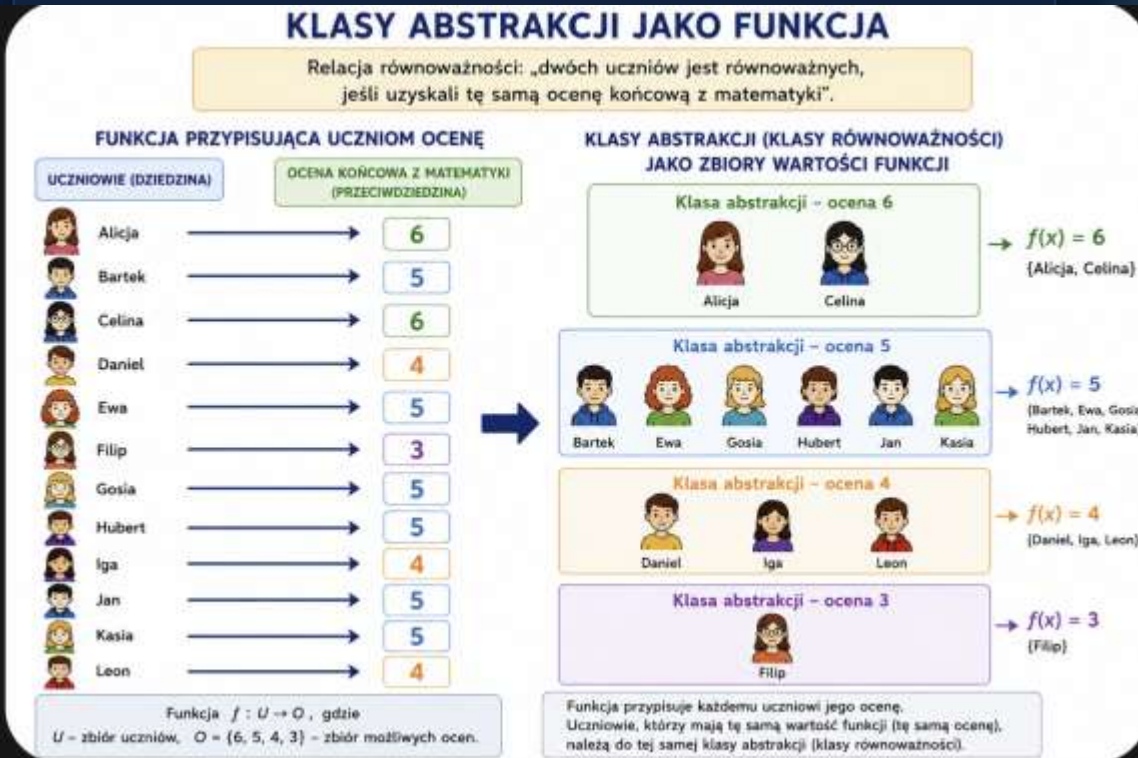 KLASY ABSTRAKCJI JAKO FUNKCJA
Relacja równoważności: „dwóch uczniów jest równoważnych,
jeśli uzyskali tę samą ocenę końcową z matematyki”.
FUNKCJA PRZYPISUJĄCA UCZNIOM OCENĘ
UCZNIOWIE (DZIEDZINA)
OCENA KOŃCOWA Z MATEMATYKI
(PRZECIWDZIEDZINA)
Alicja 6
Bartek 5
Celina 6
Daniel 4
Ewa 5
Filip 3
Gosia 5
Hubert 5
Iga 4
Jan 5
Kasia 5
Leon 4
Funkcja f : U → O , gdzie
U – zbiór uczniów, O = {6, 5, 4, 3} – zbiór możliwych ocen.
KLASY ABSTRAKCJI (KLASY RÓWNOWAŻNOŚCI)
JAKO ZBIORY WARTOŚCI FUNKCJI
Klasa abstrakcji – ocena 6
Alicja Celina
f(x) = 6
{Alicja, Celina}
Klasa abstrakcji – ocena 5
Bartek Ewa Gosia Hubert Jan Kasia
f(x) = 5
{Bartek, Ewa, Gosia
Hubert, Jan, Kasia}
Klasa abstrakcji – ocena 4
Daniel Iga Leon
f(x) = 4
{Daniel, Iga, Leon}
Klasa abstrakcji – ocena 3
Filip
f(x) = 3
{Filip}
Funkcja przypisuje każdemu uczniowi jego ocenę.
Uczniowie, którzy mają tę samą wartość funkcji (tę samą ocenę),
należą do tej samej klasy abstrakcji (klasy równoważności).